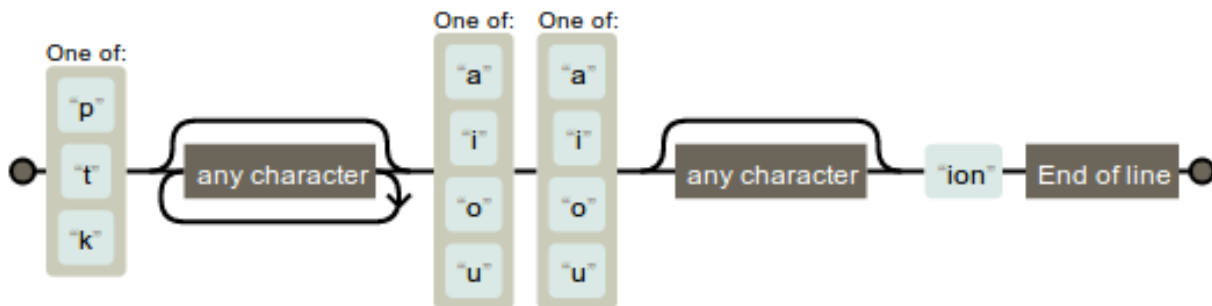 One of: One of:
One of:
“a” “a”
“p”
“i” “i”
“t” any character any character “ion” End of line
“o” “o”
“k”
“u” “u”